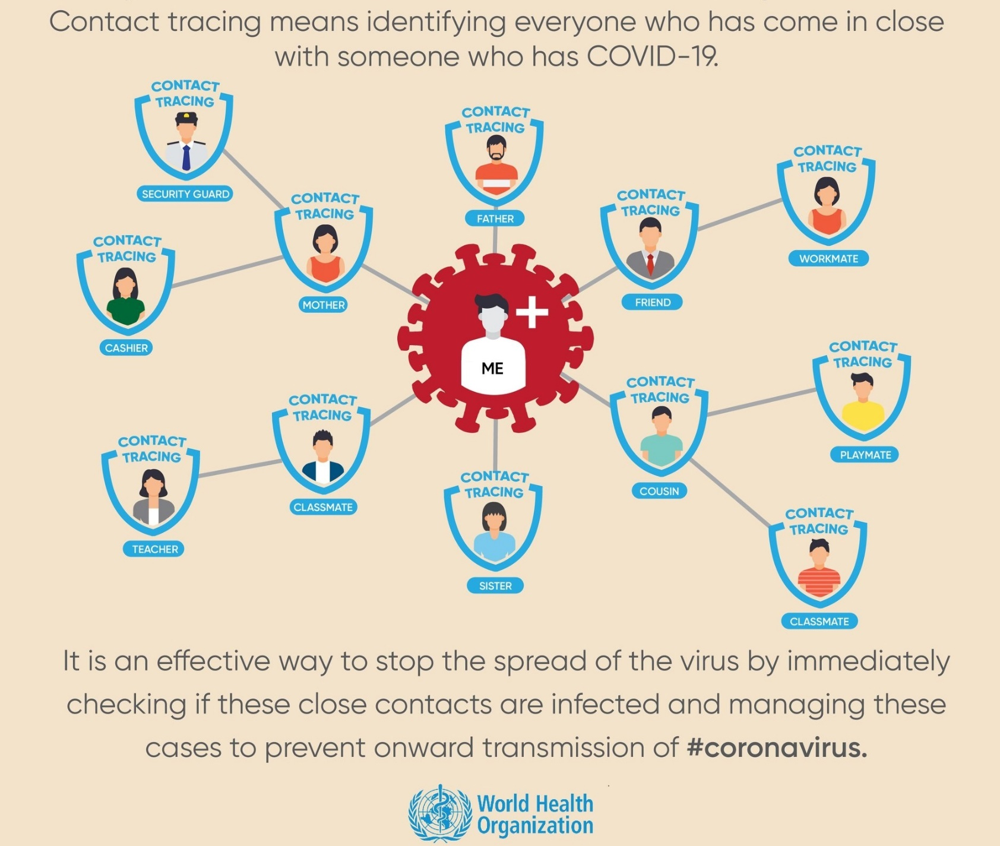 Contact tracing means identifying everyone who has come in close
with someone who has COVID-19.
CONTACT
TRACING
SECURITY GUARD
CONTACT
TRACING
FATHER
CONTACT
TRACING
WORKMATE
CONTACT
TRACING
MOTHER
CONTACT
TRACING
FRIEND
CONTACT
TRACING
CASHIER
ME
CONTACT
TRACING
PLAYMATE
CONTACT
TRACING
COUSIN
CONTACT
TRACING
CLASSMATE
CONTACT
TRACING
TEACHER
CONTACT
TRACING
SISTER
CONTACT
TRACING
CLASSMATE
It is an effective way to stop the spread of the virus by immediately
checking if these close contacts are infected and managing these
cases to prevent onward transmission of #coronavirus.
World Health
Organization